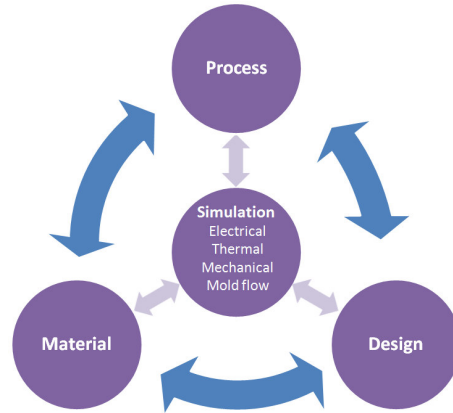 Process
Simulation
Electrical
Thermal
Mechanical
Mold flow
Material
Design